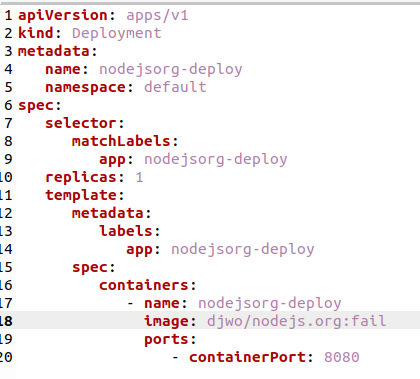 1 apiVersion: apps/v1
2 kind: Deployment
3 metadata:
4    name: nodejsorg-deploy
5    namespace: default
6 spec:
7    selector:
8       matchLabels:
9          app: nodejsorg-deploy
10    replicas: 1
11    template:
12       metadata:
13          labels:
14             app: nodejsorg-deploy
15       spec:
16          containers:
17             - name: nodejsorg-deploy
18               image: djwo/nodejs.org:fail
19               ports:
20                  - containerPort: 8080